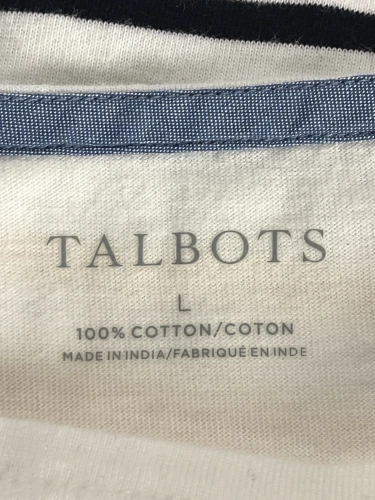 TALBOTS
L
100% COTTON/COTON
MADE IN INDIA/FABRIQUÉ EN INDE